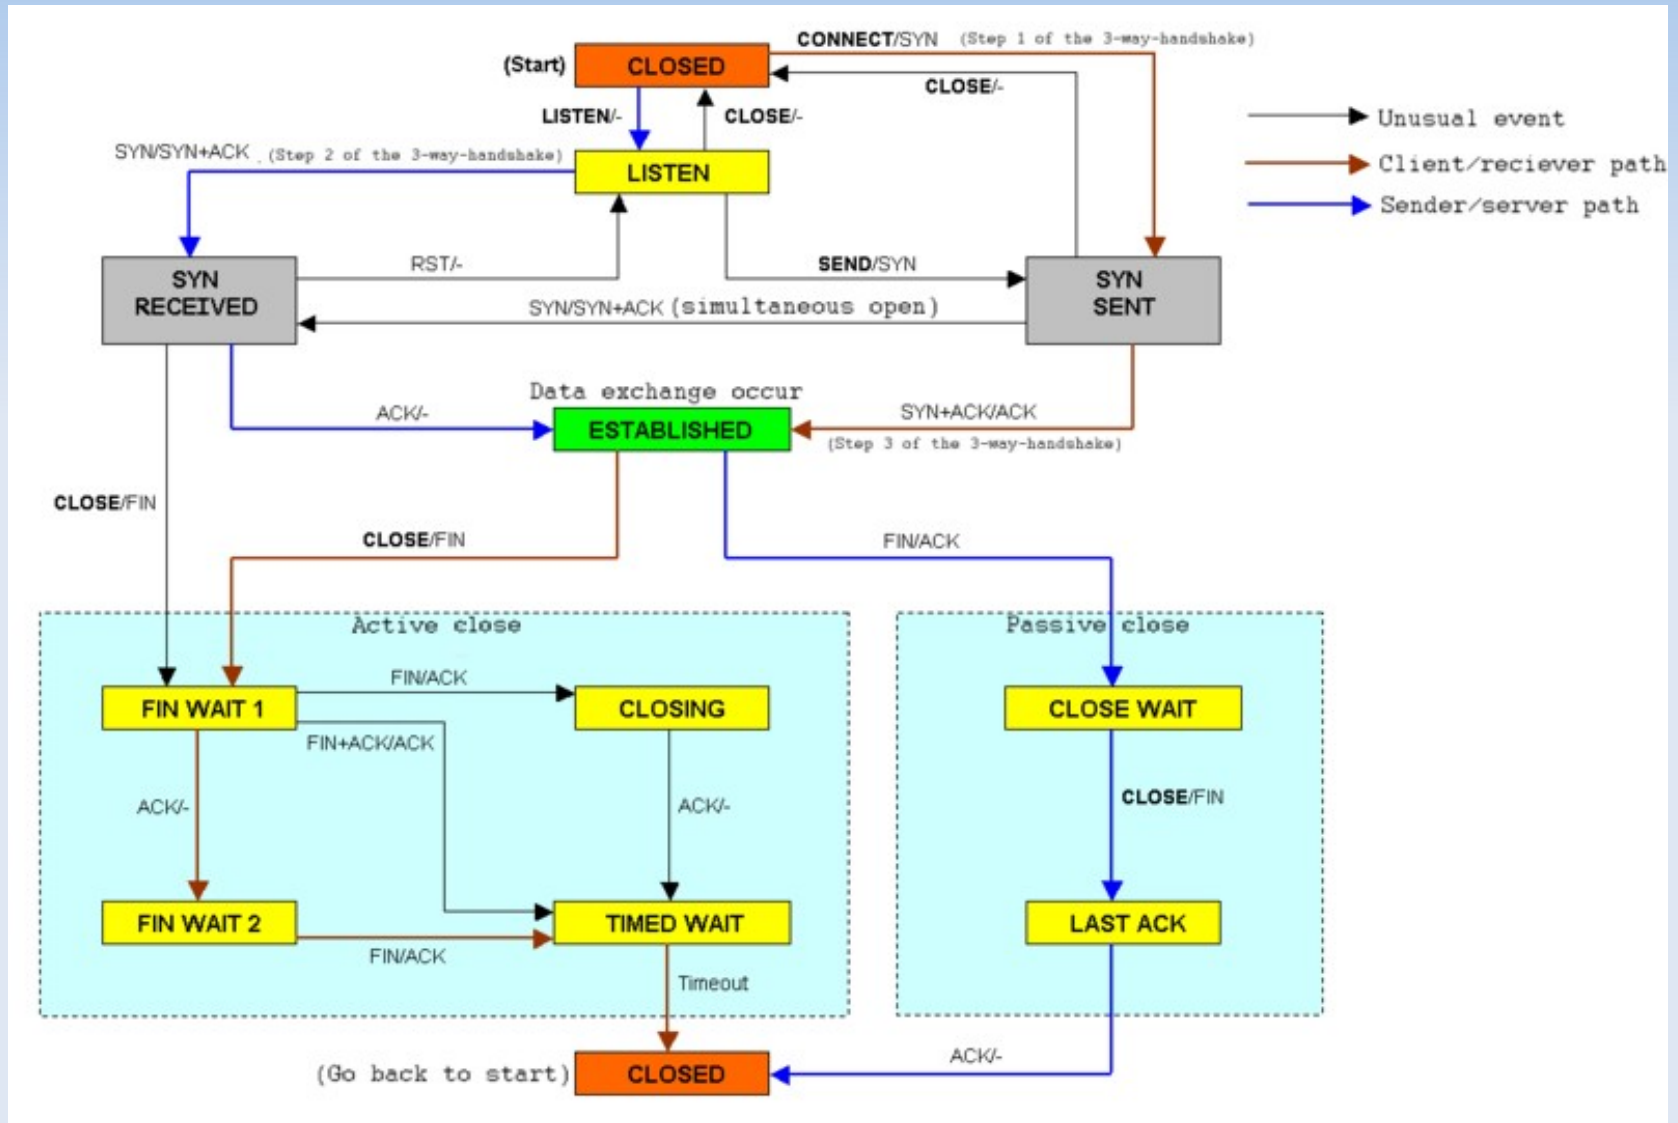 CONNECT/SYN (Step 1 of the 3-way-handshake)
(Start) CLOSED
CLOSE/-
LISTEN/- CLOSE/-
Unusual event
Client/reciever path
Sender/server path
SYN/SYN+ACK (Step 2 of the 3-way-handshake)
LISTEN
RST/- SEND/SYN
SYN
RECEIVED
SYN
SENT
SYN/SYN+ACK (simultaneous open)
Data exchange occur
ACK/- SYN+ACK/ACK
ESTABLISHED
(Step 3 of the 3-way-handshake)
CLOSE/FIN
CLOSE/FIN FIN/ACK
Active close Passive close
FIN/ACK
FIN WAIT 1 CLOSING CLOSE WAIT
FIN+ACK/ACK
CLOSE/FIN
ACK/- ACK/-
FIN WAIT 2 TIMED WAIT LAST ACK
FIN/ACK
Timeout
ACK/-
(Go back to start) CLOSED